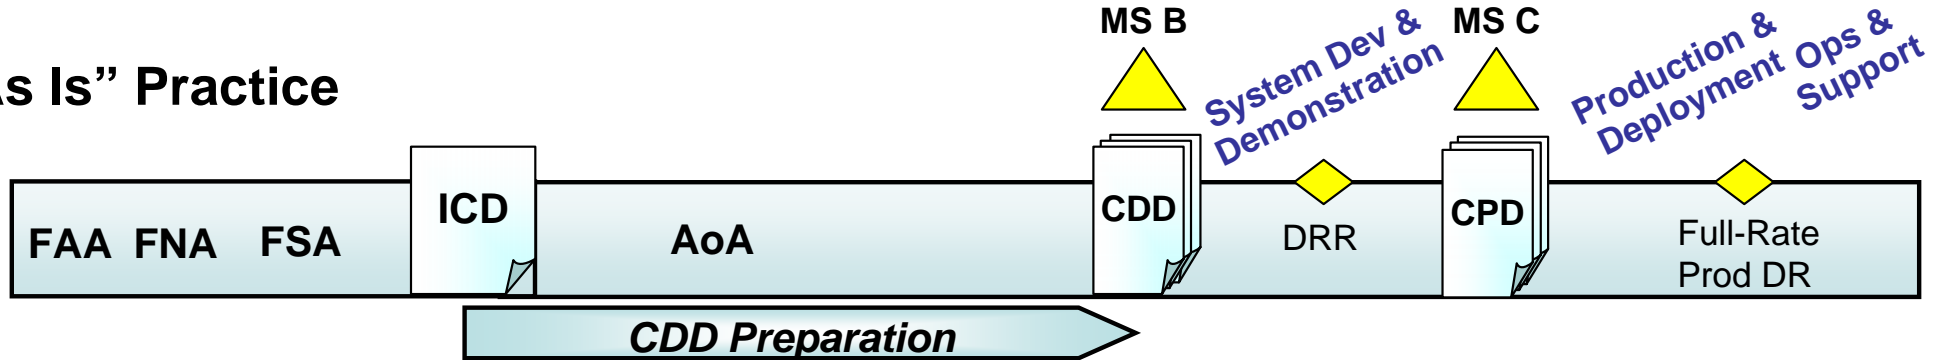 s Is” Practice
MS B
System Dev &
Demonstration
MS C
Production &
Deployment
Ops &
Support
FAA FNA FSA
ICD
AoA
CDD
DRR
CPD
Full-Rate
Prod DR
CDD Preparation